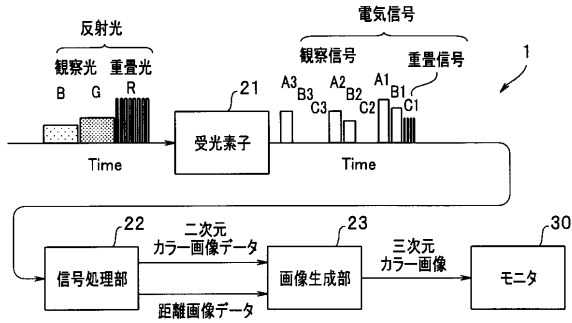 反射光
電気信号
観察光 重畳光
観察信号
重畳信号
1
B G R
21
A3 B3 C3 A2 B2 C2 A1 B1 C1
受光素子
Time
Time
22
二次元
カラー画像データ
23
三次元
カラー画像
30
信号処理部
画像生成部
モニタ
距離画像データ